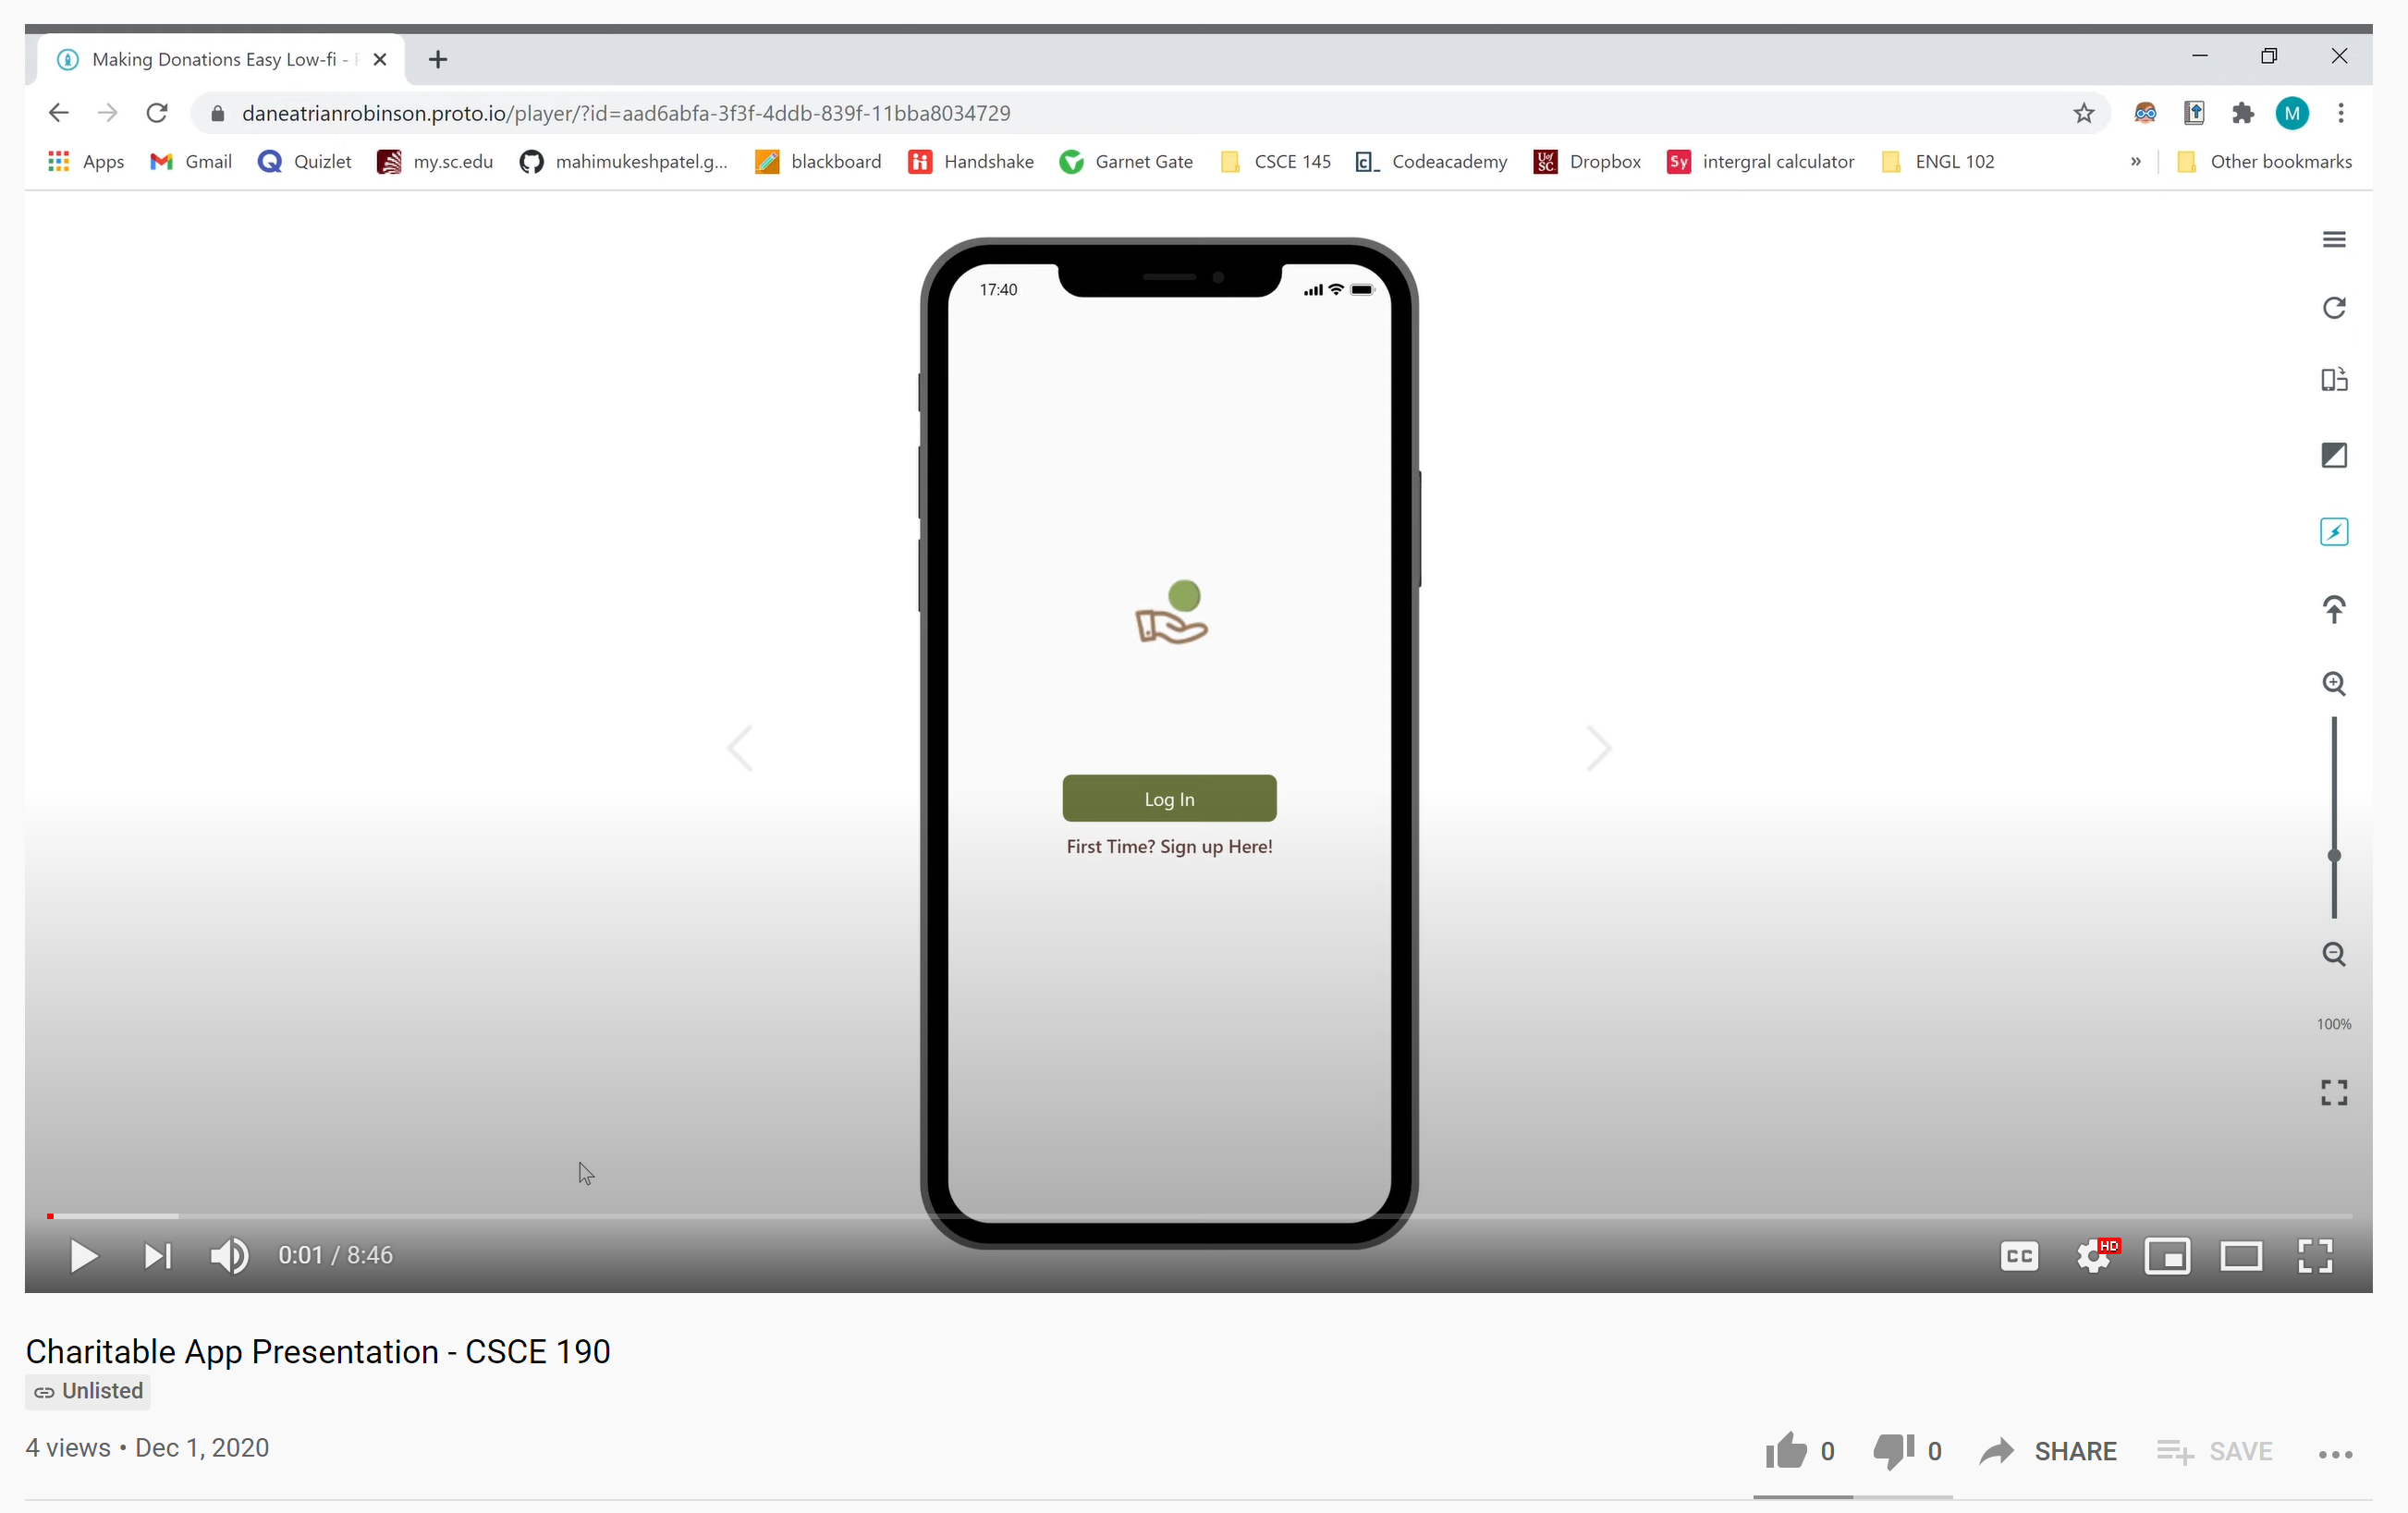 Making Donations Easy Low-fi -
daneatrianrobinson.proto.io/player/?id=aad6abfa-3f3f-4ddb-839f-11bba8034729
M
Apps Gmail Quizlet my.sc.edu mahimukeshpatel.g... blackboard Handshake Garnet Gate CSCE 145 Codeacademy Dropbox Sy intergral calculator ENGL 102 » Other bookmarks
17:40
Log In
First Time? Sign up Here!
100%
0:01 / 8:46
CC HD
Charitable App Presentation - CSCE 190
Unlisted
4 views • Dec 1, 2020
0 0 SHARE SAVE